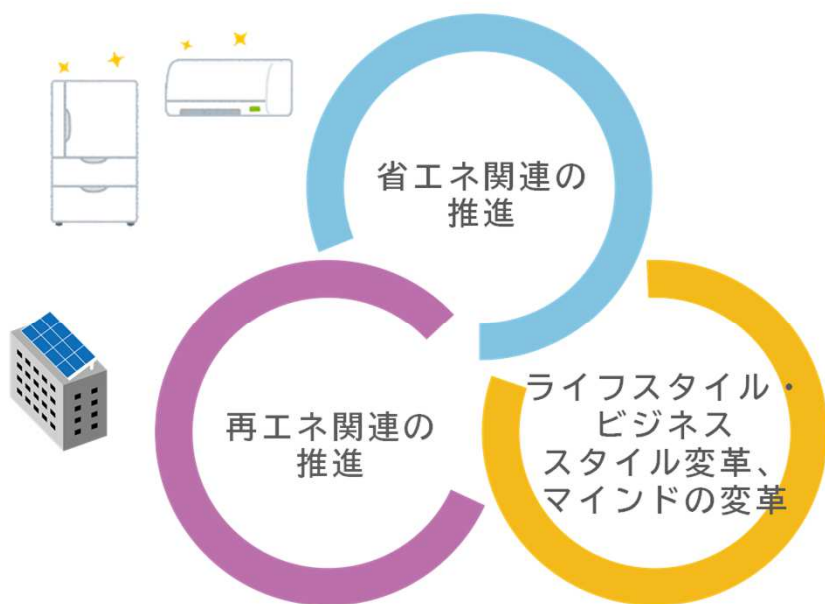 省エネ関連の
推進
再エネ関連の
推進
ライフスタイル・
ビジネス
スタイル変革、
マインドの変革